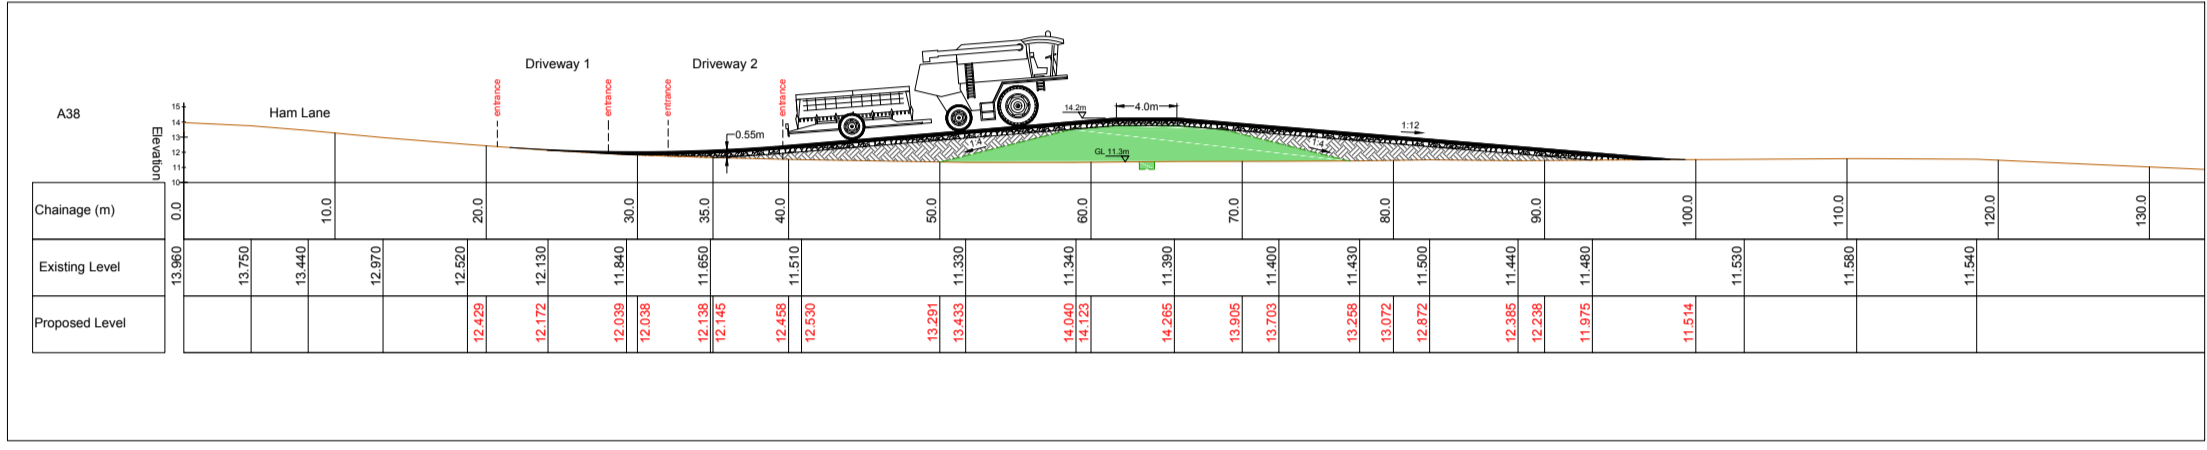 Driveway 1
Driveway 2
entrance
entrance
entrance
entrance
A38
Ham Lane
Elevation
15
14
13
12
11
10
0.55m
14.2m
4.0m
1:12
1:4
1:4
GL 11.3m
Chainage (m)
0.0 10.0 20.0 30.0 35.0 40.0 50.0 60.0 70.0 80.0 90.0 100.0 110.0 120.0 130.0
Existing Level
13.960 13.750 13.440 12.970 12.520 12.130 11.840 11.650 11.510 11.330 11.340 11.390 11.400 11.430 11.500 11.440 11.480 11.530 11.580 11.540
Proposed Level
12.429 12.172 12.039 12.038 12.138 12.145 12.458 12.530 13.291 13.433 14.040 14.123 14.265 13.905 13.703 13.258 13.072 12.872 12.385 12.238 11.975 11.514